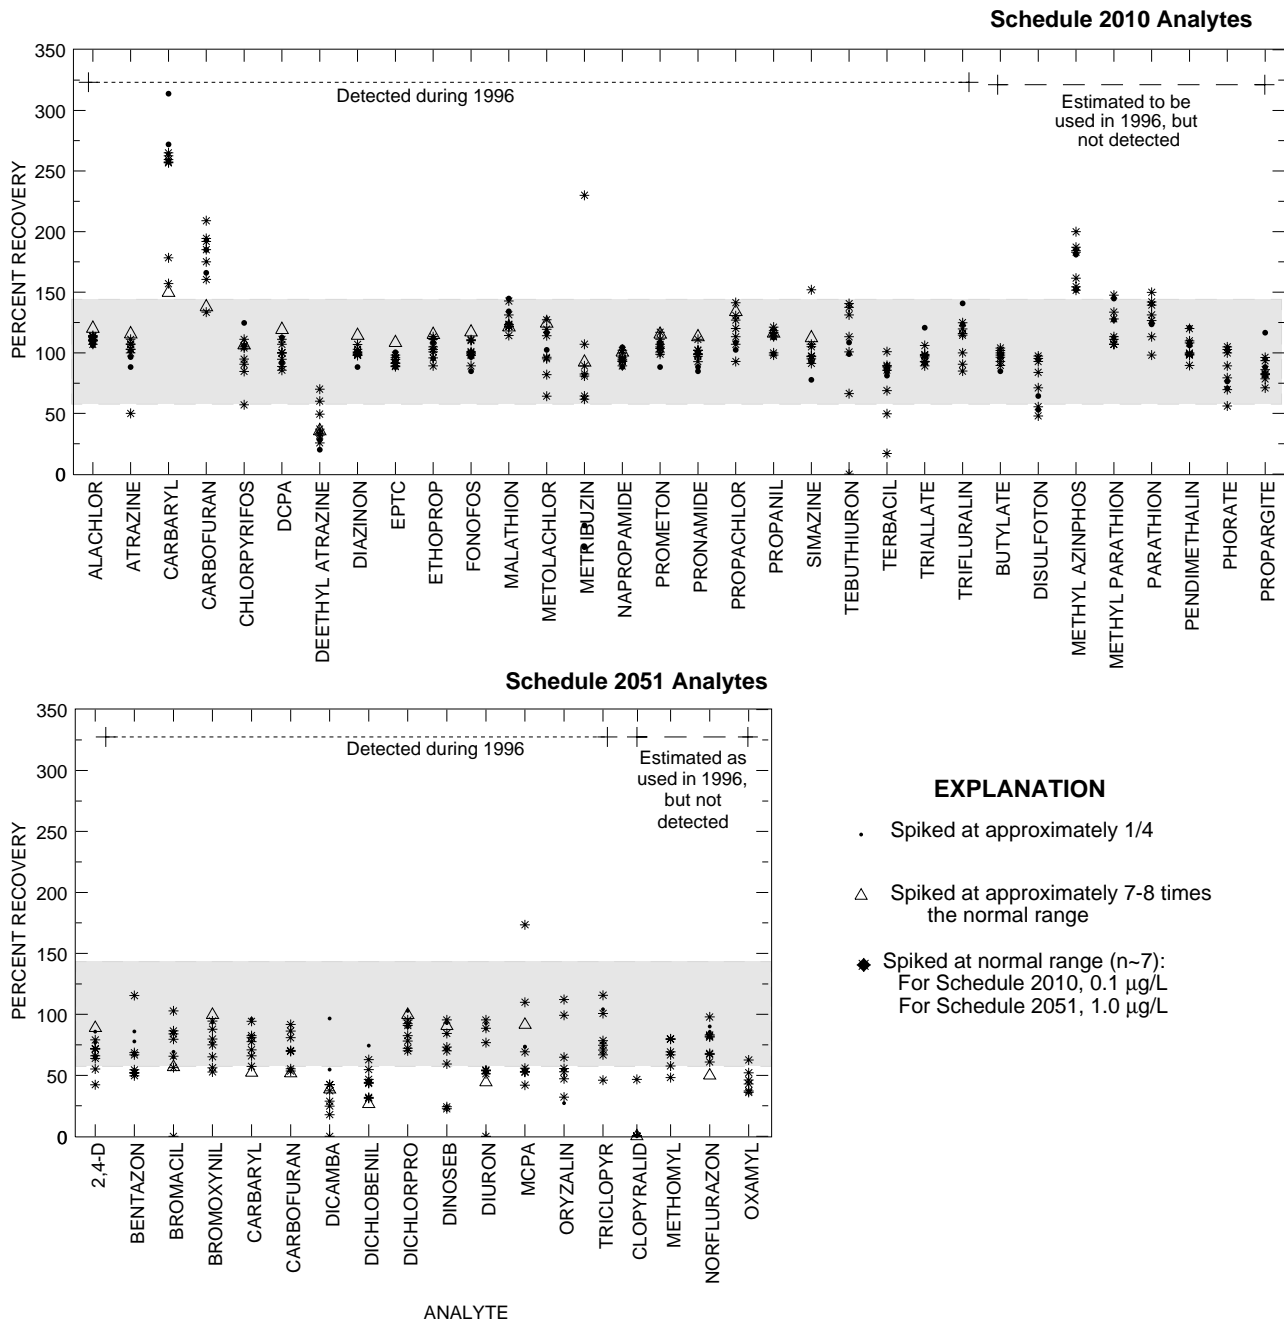 Schedule 2010 Analytes
350
300
250
200
150
100
50
0
PERCENT RECOVERY
Detected during 1996
Estimated to be
used in 1996, but
not detected
ALACHLOR
ATRAZINE
CARBARYL
CARBOFURAN
CHLORPYRIFOS
DCPA
DEETHYL ATRAZINE
DIAZINON
EPTC
ETHOPROP
FONOFOS
MALATHION
METOLACHLOR
METRIBUZIN
NAPROPAMIDE
PROMETON
PRONAMIDE
PROPACHLOR
PROPANIL
SIMAZINE
TEBUTHIURON
TERBACIL
TRIALLATE
TRIFLURALIN
BUTYLATE
DISULFOTON
METHYL AZINPHOS
METHYL PARATHION
PARATHION
PENDIMETHALIN
PHORATE
PROPARGITE
Schedule 2051 Analytes
350
300
250
200
150
100
50
0
PERCENT RECOVERY
Detected during 1996
Estimated as
used in 1996,
but not
detected
2,4-D
BENTAZON
BROMACIL
BROMOXYNIL
CARBARYL
CARBOFURAN
DICAMBA
DICHLOBENIL
DICHLORPRO
DINOSEB
DIURON
MCPA
ORYZALIN
TRICLOPYR
CLOPYRALID
METHOMYL
NORFLURAZON
OXAMYL
ANALYTE
EXPLANATION
Spiked at approximately 1/4
Spiked at approximately 7-8 times
the normal range
Spiked at normal range (n~7):
For Schedule 2010, 0.1 µg/L
For Schedule 2051, 1.0 µg/L